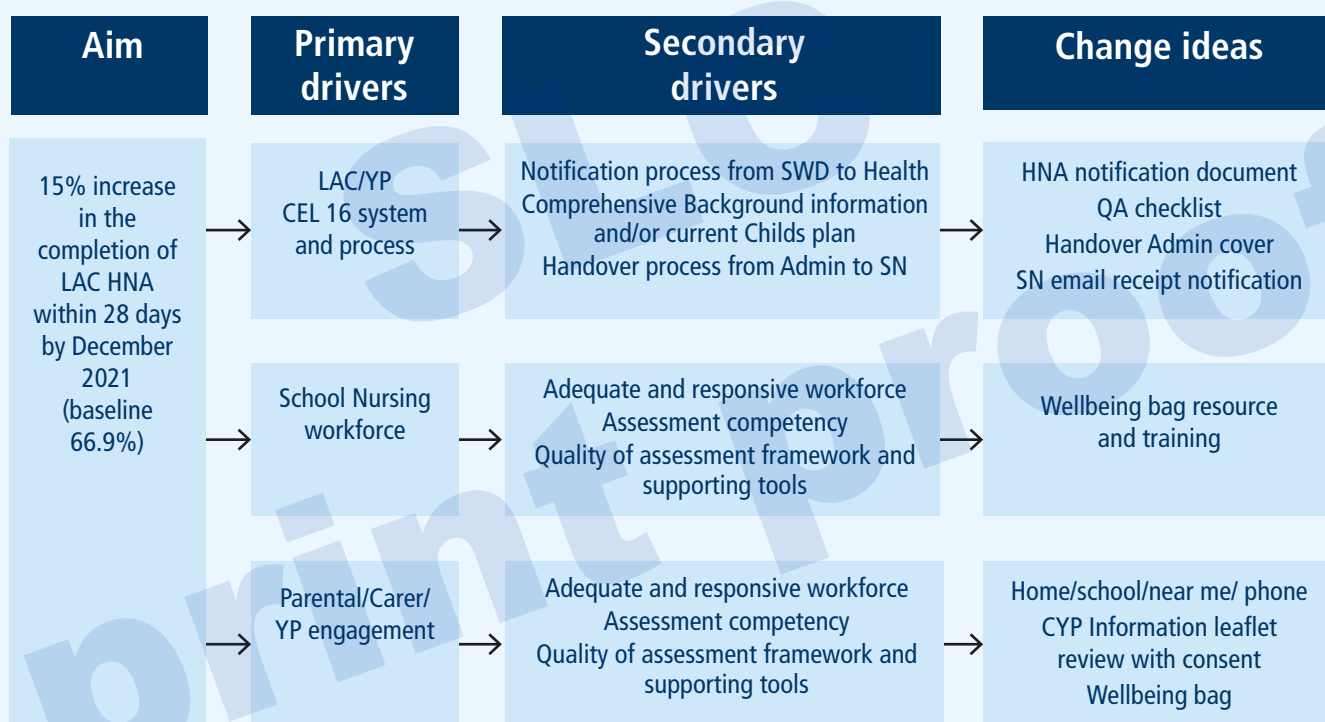 Aim
Primary
drivers
Secondary
drivers
Change ideas
15% increase
in the
completion of
LAC HNA
within 28 days
by December
2021
(baseline
66.9%)
LAC/YP
CEL 16 system
and process
Notification process from SWD to Health
Comprehensive Background information
and/or current Childs plan
Handover process from Admin to SN
HNA notification document
QA checklist
Handover Admin cover
SN email receipt notification
School Nursing
workforce
Adequate and responsive workforce
Assessment competency
Quality of assessment framework and
supporting tools
Wellbeing bag resource
and training
Parental/Carer/
YP engagement
Adequate and responsive workforce
Assessment competency
Quality of assessment framework and
supporting tools
Home/school/near me/ phone
CYP Information leaflet
review with consent
Wellbeing bag
SLC
print proof